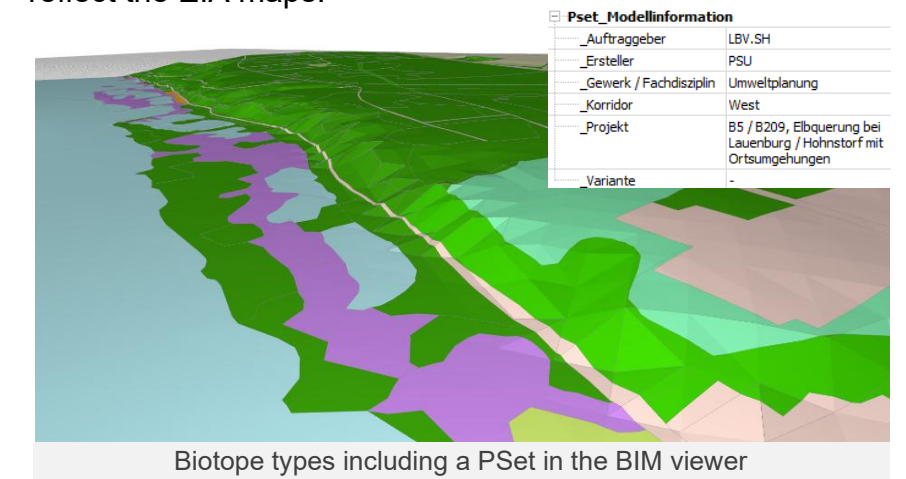 reflect the EIA maps.
Pset_Modellinformation
_Auftraggeber LBV.SH
_Ersteller PSU
_Gewerk / Fachdisziplin Umweltplanung
_Korridor West
_Projekt B5 / B209, Elbquerung bei
Lauenburg / Hohnstorf mit
Ortsumgehungen
_Variante -
Biotope types including a PSet in the BIM viewer